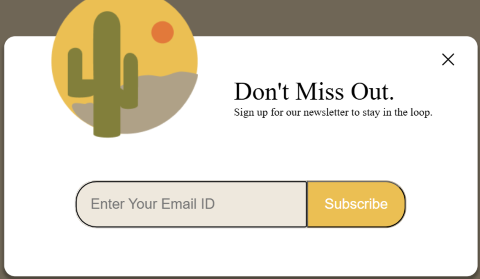 Don't Miss Out.
Sign up for our newsletter to stay in the loop.
Enter Your Email ID
Subscribe